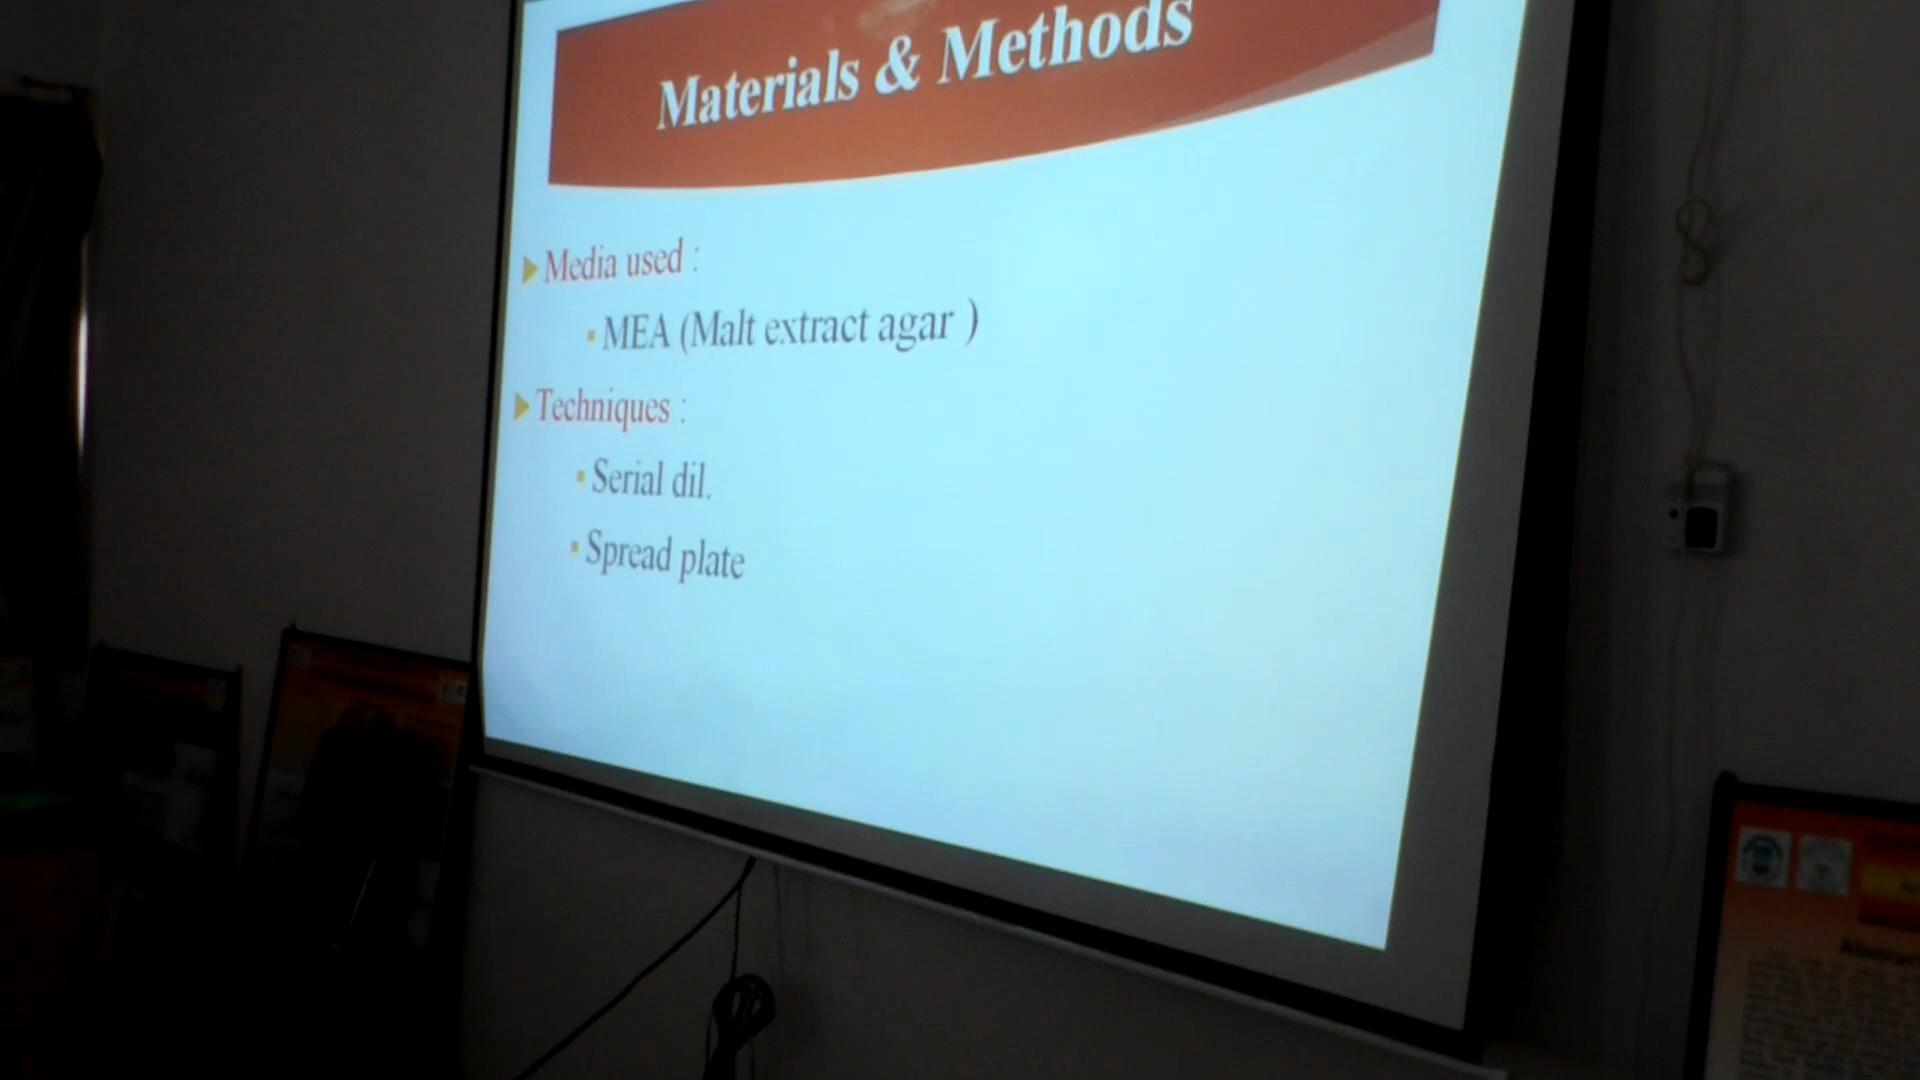 Materials & Methods
Media used :
MEA (Malt extract agar )
Techniques :
Serial dil.
Spread plate